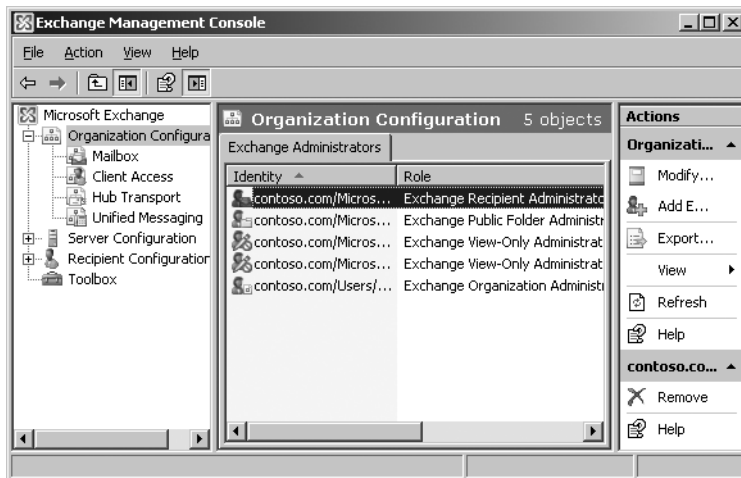 Exchange Management Console
File Action View Help
Microsoft Exchange
Organization Configura
Mailbox
Client Access
Hub Transport
Unified Messaging
Server Configuration
Recipient Configuration
Toolbox
Organization Configuration 5 objects
Exchange Administrators
Identity Role
contoso.com/Micros... Exchange Recipient Administrato
contoso.com/Micros... Exchange Public Folder Administr
contoso.com/Micros... Exchange View-Only Administrat
contoso.com/Micros... Exchange View-Only Administrat
contoso.com/Users/... Exchange Organization Administr
Actions
Organizati...
Modify...
Add E...
Export...
View
Refresh
Help
contoso.co...
Remove
Help